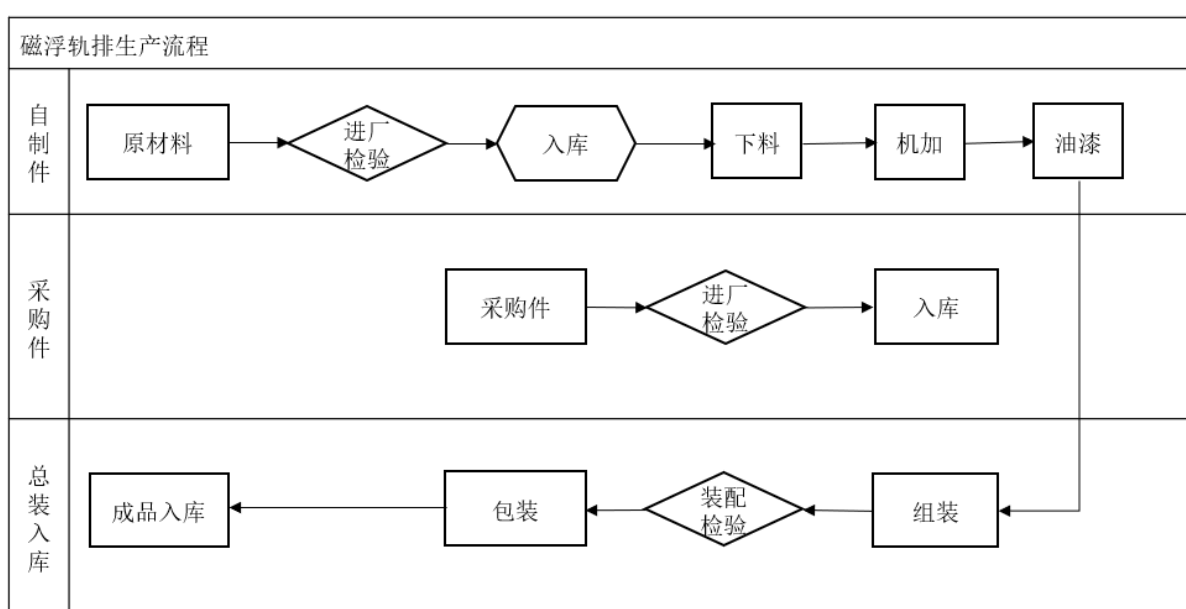 磁浮轨排生产流程
自
制
件
原材料
进厂
检验
入库
下料
机加
油漆
采
购
件
采购件
进厂
检验
入库
总
装
入
库
成品入库
包装
装配
检验
组装